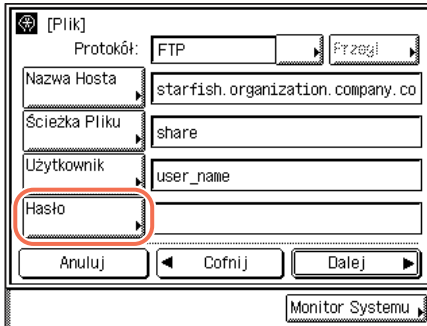 [Plik]
Protokół: FTP Przegl
Nazwa Hosta starfish.organization.company.co
Ścieżka Pliku share
Użytkownik user_name
Hasło
Anuluj Cofnij Dalej
Monitor Systemu